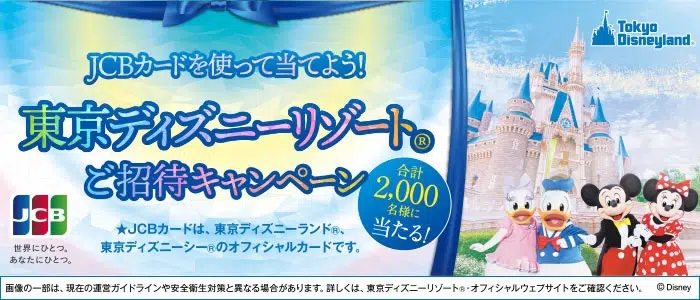 JCBカードを使って当てよう!
東京ディズニーリゾート®
ご招待キャンペーン
合計
2,000
名様に
当たる!
JCB
世界にひとつ。
あなたにひとつ。
★JCBカードは、東京ディズニーランド®、
東京ディズニーシー®のオフィシャルカードです。
Tokyo
Disneyland®
画像の一部は、現在の運営ガイドラインや安全衛生対策と異なる場合があります。詳しくは、東京ディズニーリゾート®・オフィシャルウェブサイトをご確認ください。 © Disney